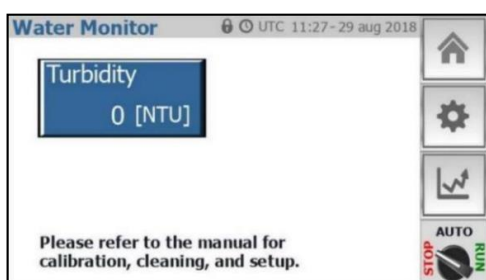 Water Monitor UTC 11:27-29 aug 2018
Turbidity
0 [NTU]
AUTO
STOP RUN
Please refer to the manual for
calibration, cleaning, and setup.